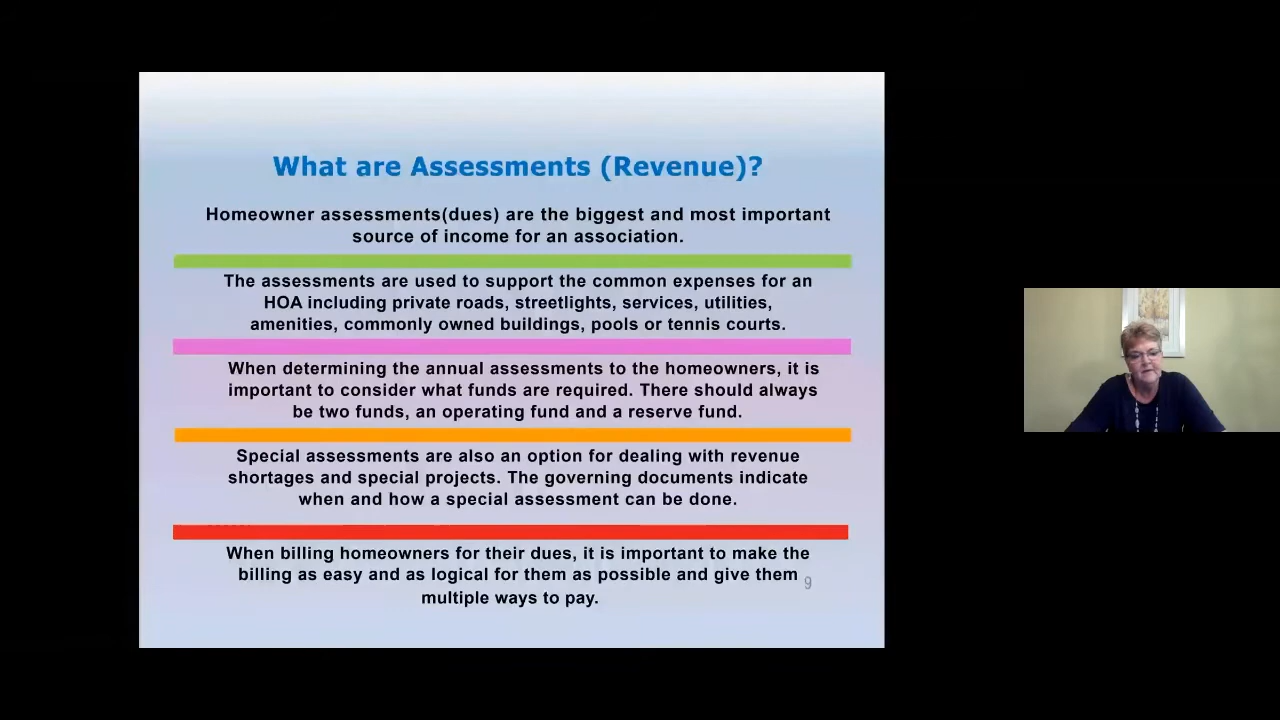 What are Assessments (Revenue)?
Homeowner assessments(dues) are the biggest and most important
source of income for an association.
The assessments are used to support the common expenses for an
HOA including private roads, streetlights, services, utilities,
amenities, commonly owned buildings, pools or tennis courts.
When determining the annual assessments to the homeowners, it is
important to consider what funds are required. There should always
be two funds, an operating fund and a reserve fund.
Special assessments are also an option for dealing with revenue
shortages and special projects. The governing documents indicate
when and how a special assessment can be done.
When billing homeowners for their dues, it is important to make the
billing as easy and as logical for them as possible and give them
multiple ways to pay.
9